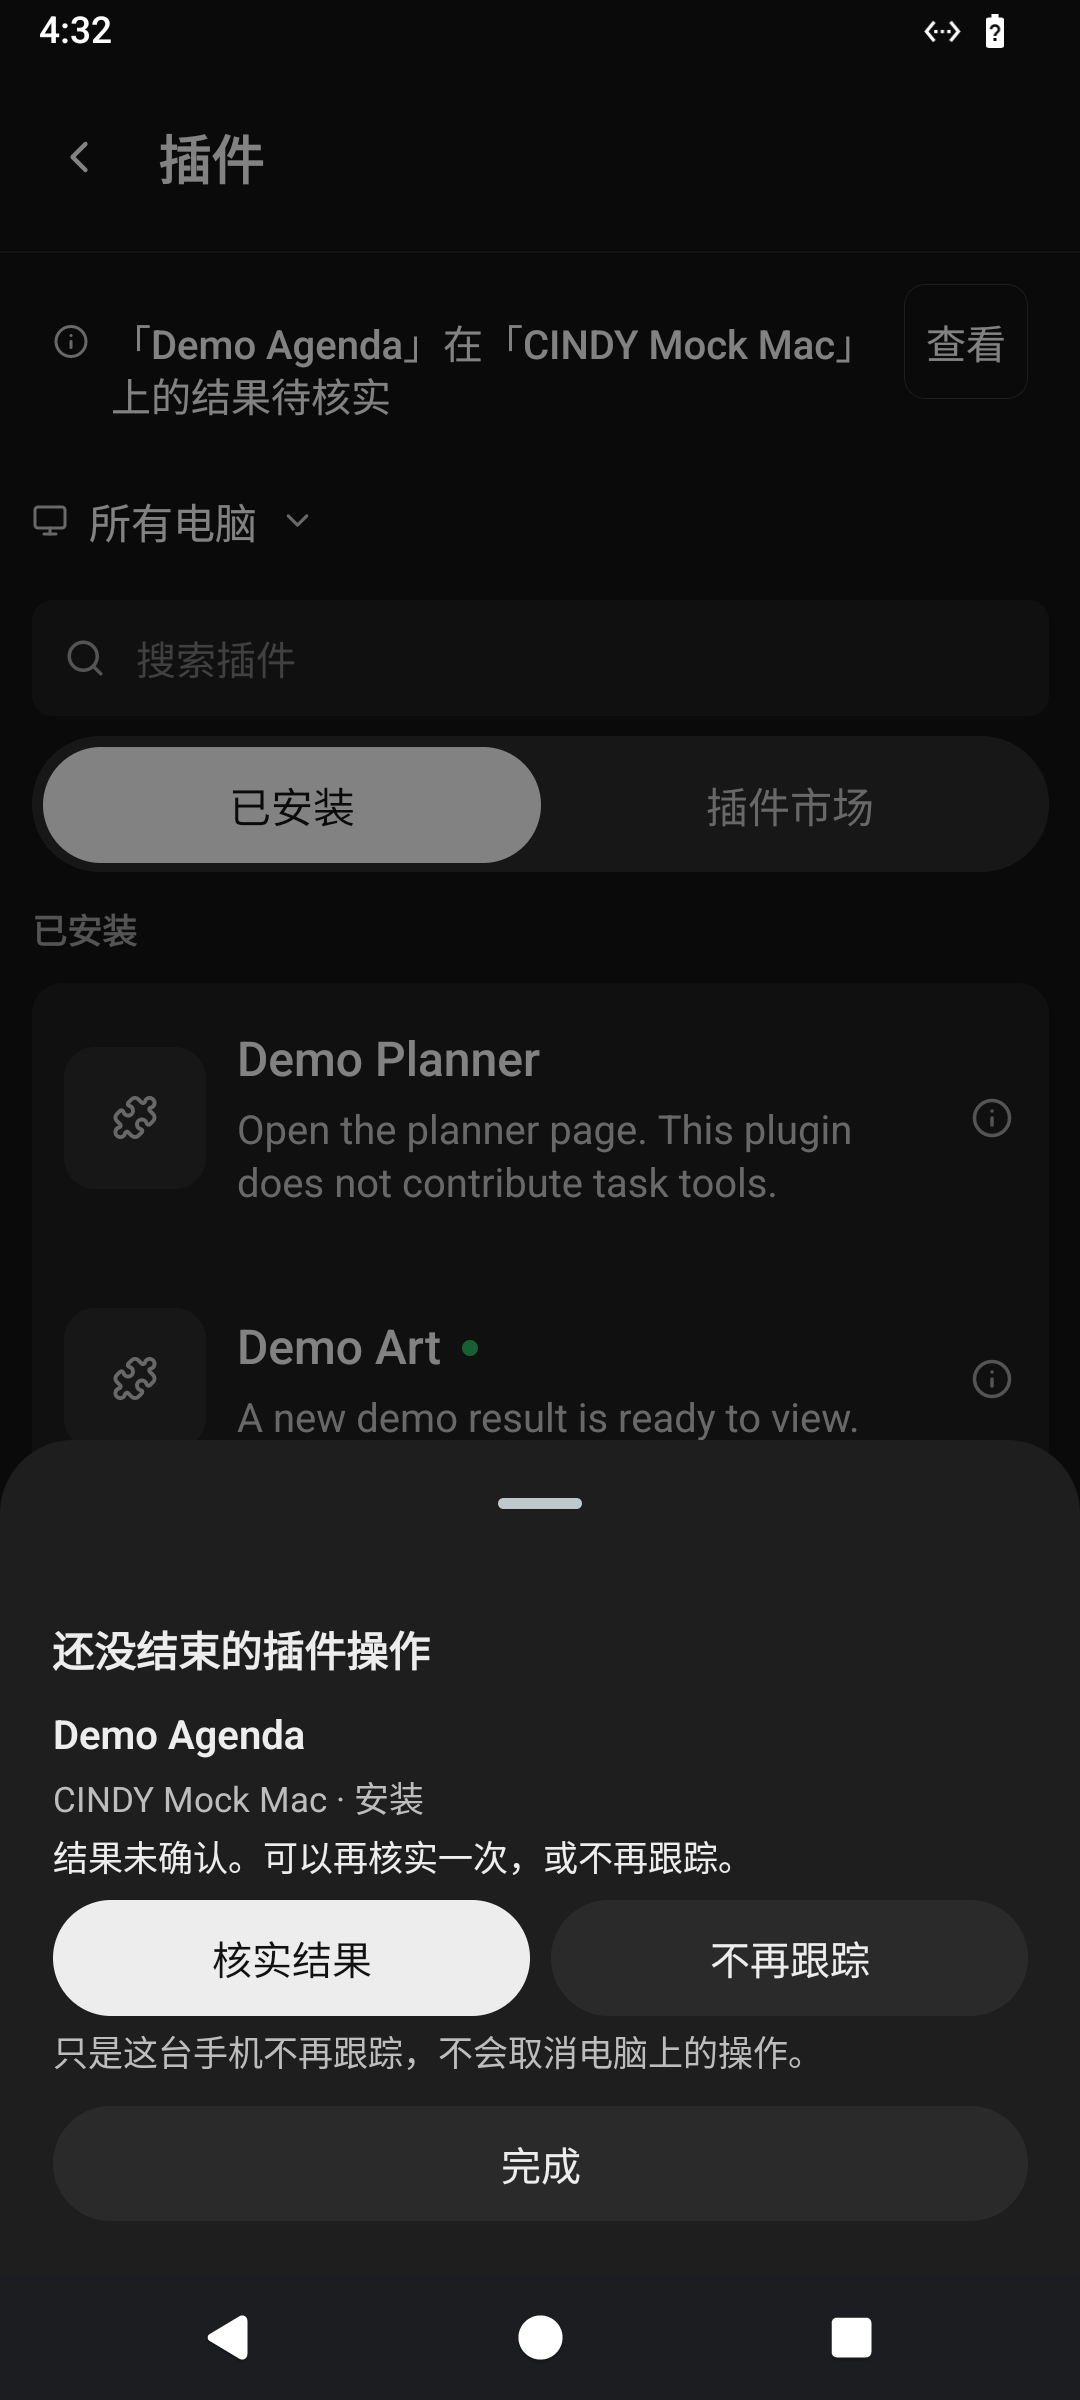 4:32
插件
「Demo Agenda」在「CINDY Mock Mac」
上的结果待核实
查看
所有电脑
搜索插件
已安装
插件市场
已安装
Demo Planner
Open the planner page. This plugin
does not contribute task tools.
Demo Art
A new demo result is ready to view.
还没结束的插件操作
Demo Agenda
CINDY Mock Mac · 安装
结果未确认。可以再核实一次，或不再跟踪。
核实结果
不再跟踪
只是这台手机不再跟踪，不会取消电脑上的操作。
完成